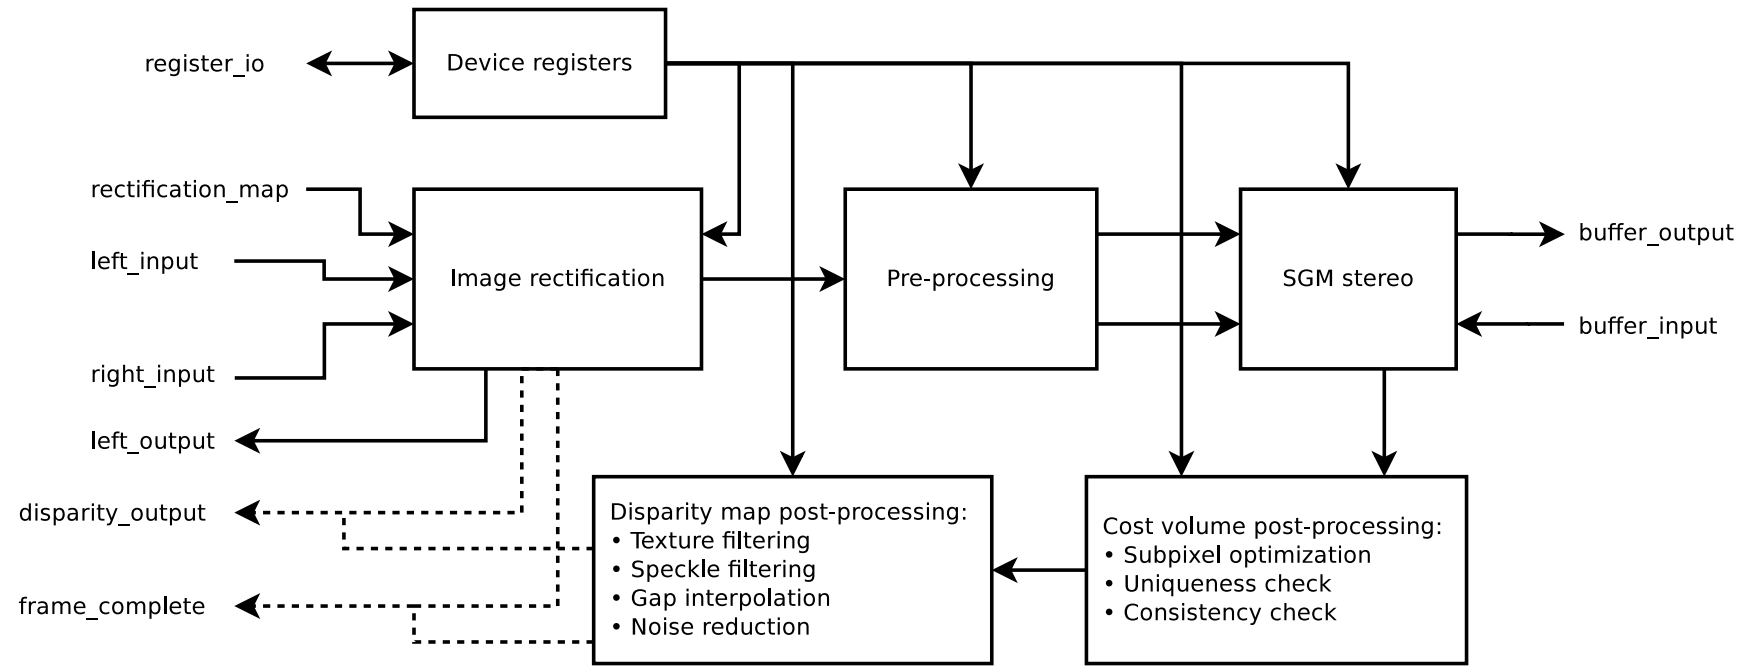 register_io
Device registers
rectification_map
left_input
right_input
left_output
disparity_output
frame_complete
Image rectification
Pre-processing
SGM stereo
buffer_output
buffer_input
Disparity map post-processing:
• Texture filtering
• Speckle filtering
• Gap interpolation
• Noise reduction
Cost volume post-processing:
• Subpixel optimization
• Uniqueness check
• Consistency check